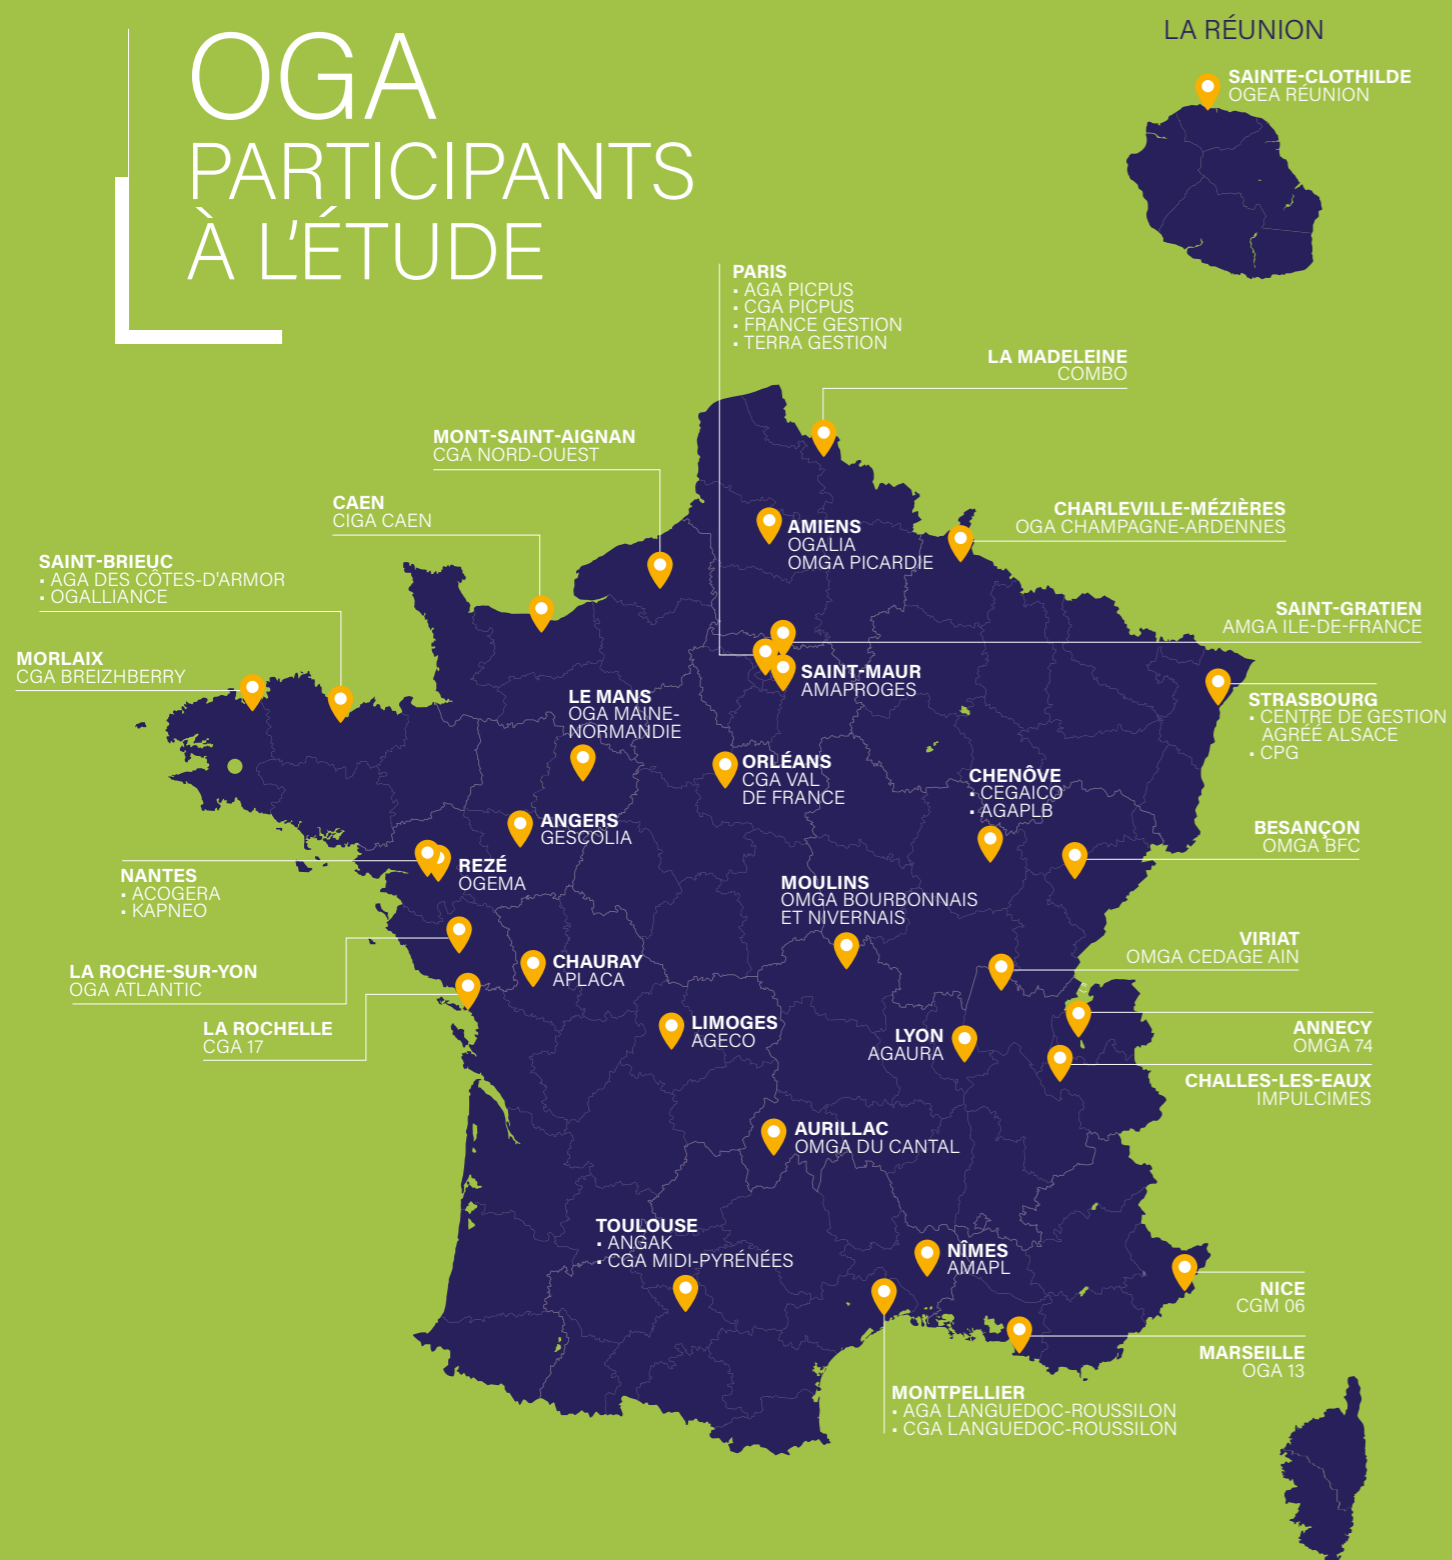 OGA
PARTICIPANTS
À L'ÉTUDE
LA RÉUNION
SAINTE-CLOTHILDE
OGEA RÉUNION
PARIS
▪ AGA PICPUS
▪ CGA PICPUS
▪ FRANCE GESTION
▪ TERRA GESTION
LA MADELEINE
COMBO
MONT-SAINT-AIGNAN
CGA NORD-OUEST
CAEN
CIGA CAEN
CHARLEVILLE-MÉZIÈRES
OGA CHAMPAGNE-ARDENNES
AMIENS
OGALIA
OMGA PICARDIE
SAINT-BRIEUC
▪ AGA DES CÔTES-D'ARMOR
▪ OGALLIANCE
SAINT-GRATIEN
AMGA ILE-DE-FRANCE
MORLAIX
CGA BREIZHBERRY
SAINT-MAUR
AMAPROGES
LE MANS
OGA MAINE-
NORMANDIE
STRASBOURG
▪ CENTRE DE GESTION
AGRÉÉ ALSACE
▪ CPG
ORLÉANS
CGA VAL
DE FRANCE
CHENÔVE
▪ CEGAICO
▪ AGAPLB
ANGERS
GESCOLIA
BESANÇON
OMGA BFC
REZÉ
OGEMA
NANTES
▪ ACOGERA
▪ KAPNEO
MOULINS
OMGA BOURBONNAIS
ET NIVERNAIS
VIRIAT
OMGA CEDAGE AIN
CHAURAY
APLACA
LA ROCHE-SUR-YON
OGA ATLANTIC
LA ROCHELLE
CGA 17
LIMOGES
AGECO
LYON
AGAURA
ANNECY
OMGA 74
CHALLES-LES-EAUX
IMPULCIMES
AURILLAC
OMGA DU CANTAL
TOULOUSE
▪ ANGAK
▪ CGA MIDI-PYRÉNÉES
NÎMES
AMAPL
NICE
CGM 06
MARSEILLE
OGA 13
MONTPELLIER
▪ AGA LANGUEDOC-ROUSSILON
▪ CGA LANGUEDOC-ROUSSILON